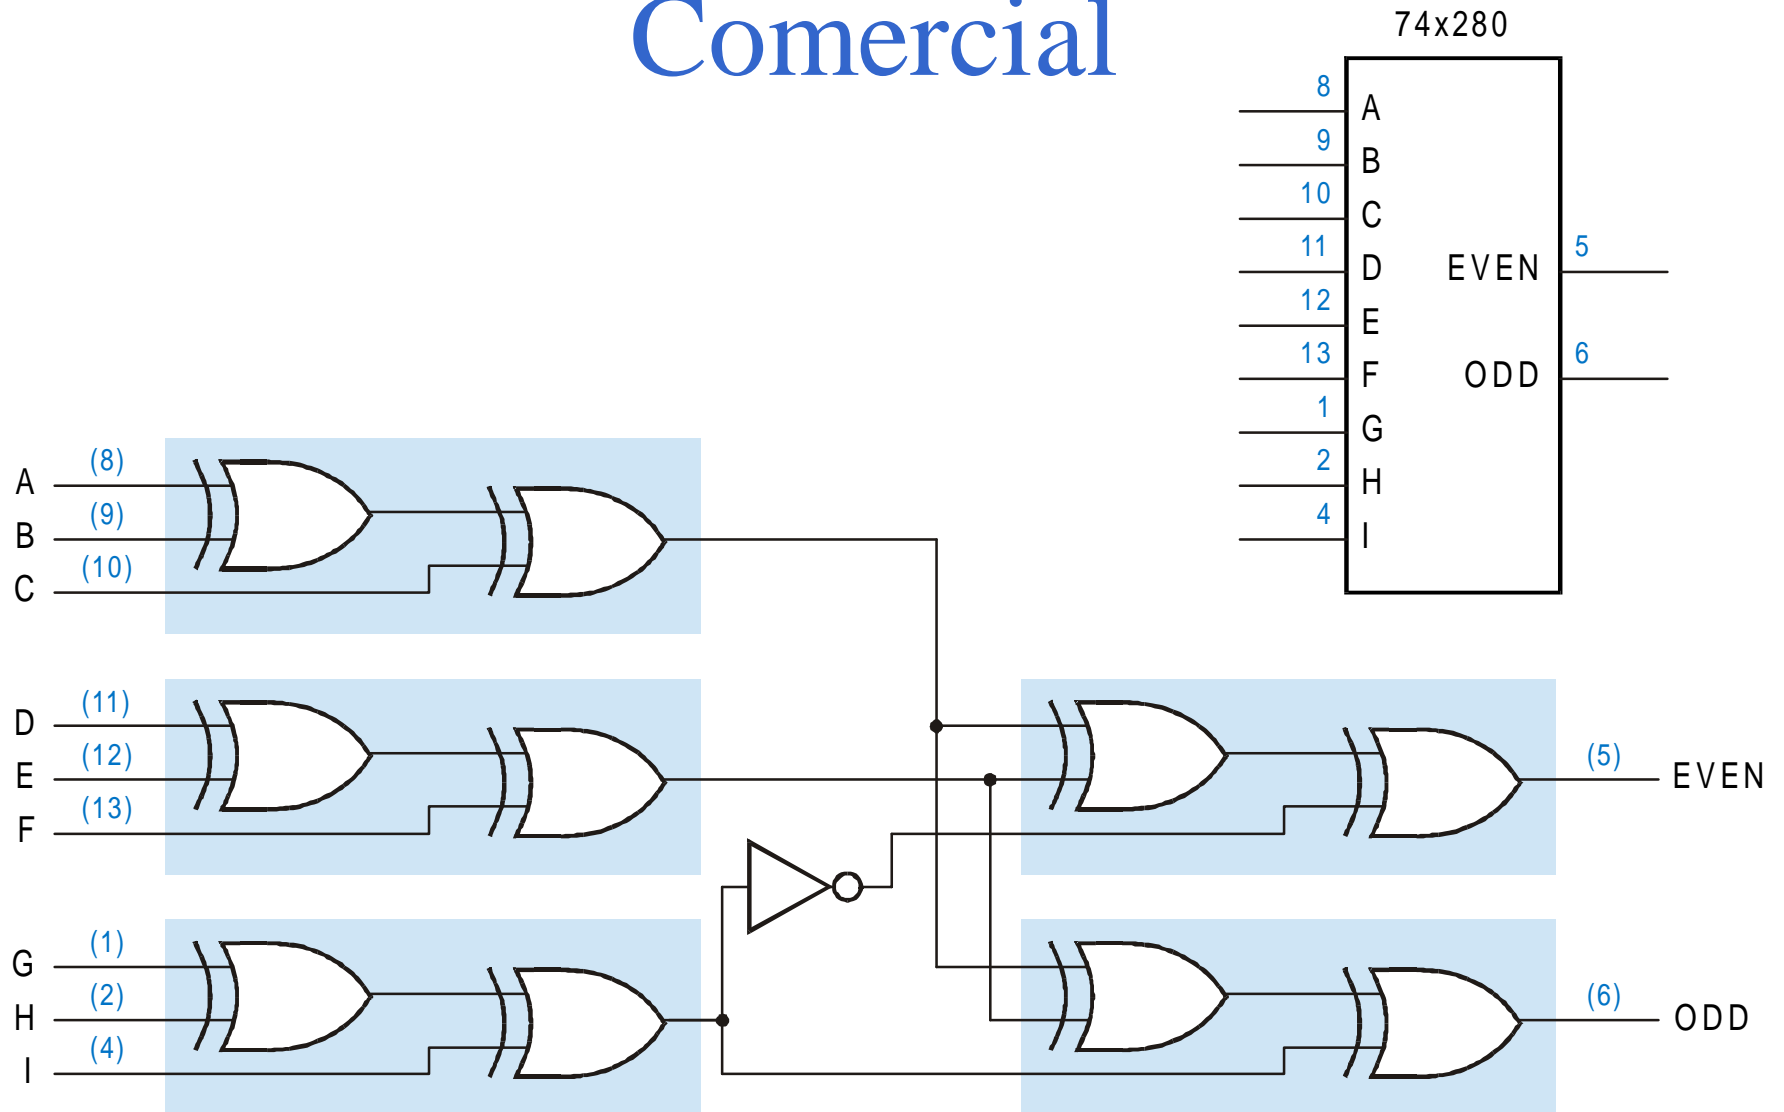 Comercial
74x280
8 A
9 B
10 C
11 D EVEN 5
12 E
13 F ODD 6
1 G
2 H
4 I
A (8)
B (9)
C (10)
D (11)
E (12)
F (13)
(5) EVEN
G (1)
H (2)
I (4)
(6) ODD